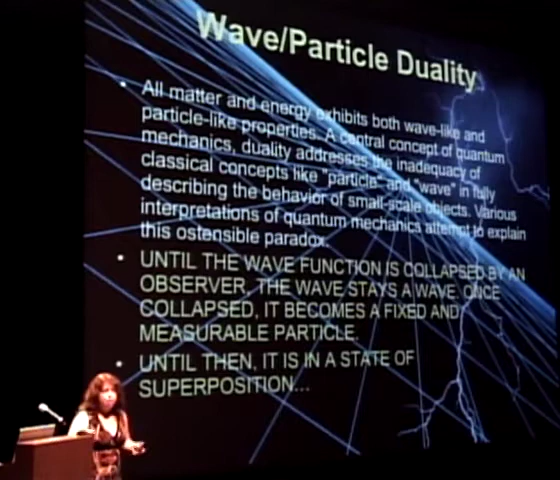 Wave/Particle Duality
• All matter and energy exhibits both wave-like and
particle-like properties. A central concept of quantum
mechanics, duality addresses the inadequacy of
classical concepts like "particle" and "wave" in fully
describing the behavior of small-scale objects. Various
interpretations of quantum mechanics attempt to explain
this ostensible paradox.
• UNTIL THE WAVE FUNCTION IS COLLAPSED BY AN
OBSERVER, THE WAVE STAYS A WAVE. ONCE
COLLAPSED, IT BECOMES A FIXED AND
MEASURABLE PARTICLE.
• UNTIL THEN, IT IS IN A STATE OF
SUPERPOSITION...